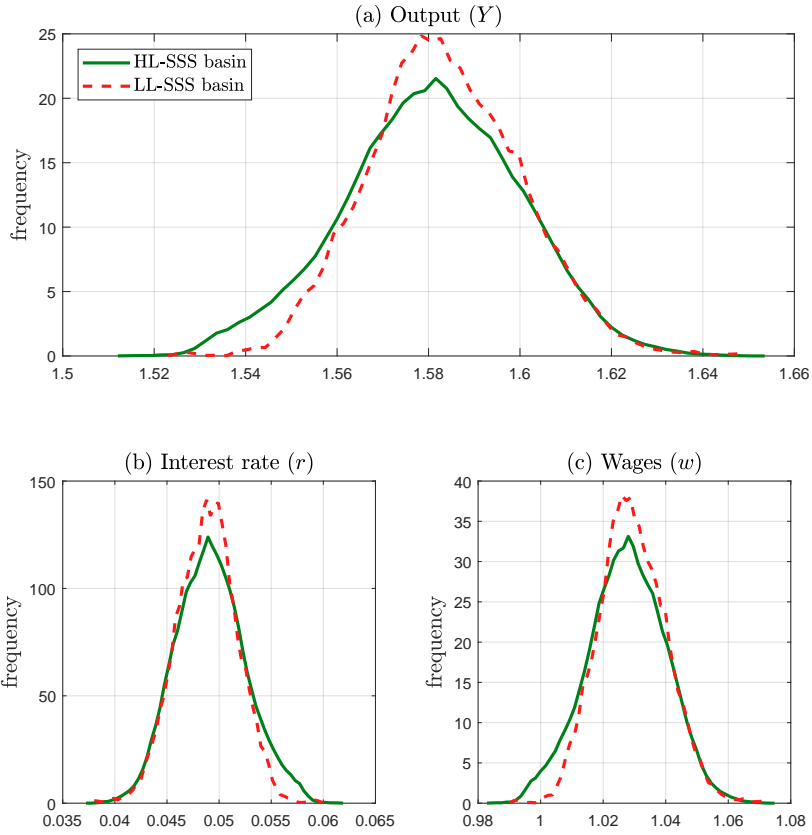 (a) Output (Y)
25
20
15
10
5
0
frequency
HL-SSS basin
LL-SSS basin
1.5 1.52 1.54 1.56 1.58 1.6 1.62 1.64 1.66
(b) Interest rate (r)
150
100
50
0
frequency
0.035 0.04 0.045 0.05 0.055 0.06 0.065
(c) Wages (w)
40
35
30
25
20
15
10
5
0
frequency
0.98 1 1.02 1.04 1.06 1.08